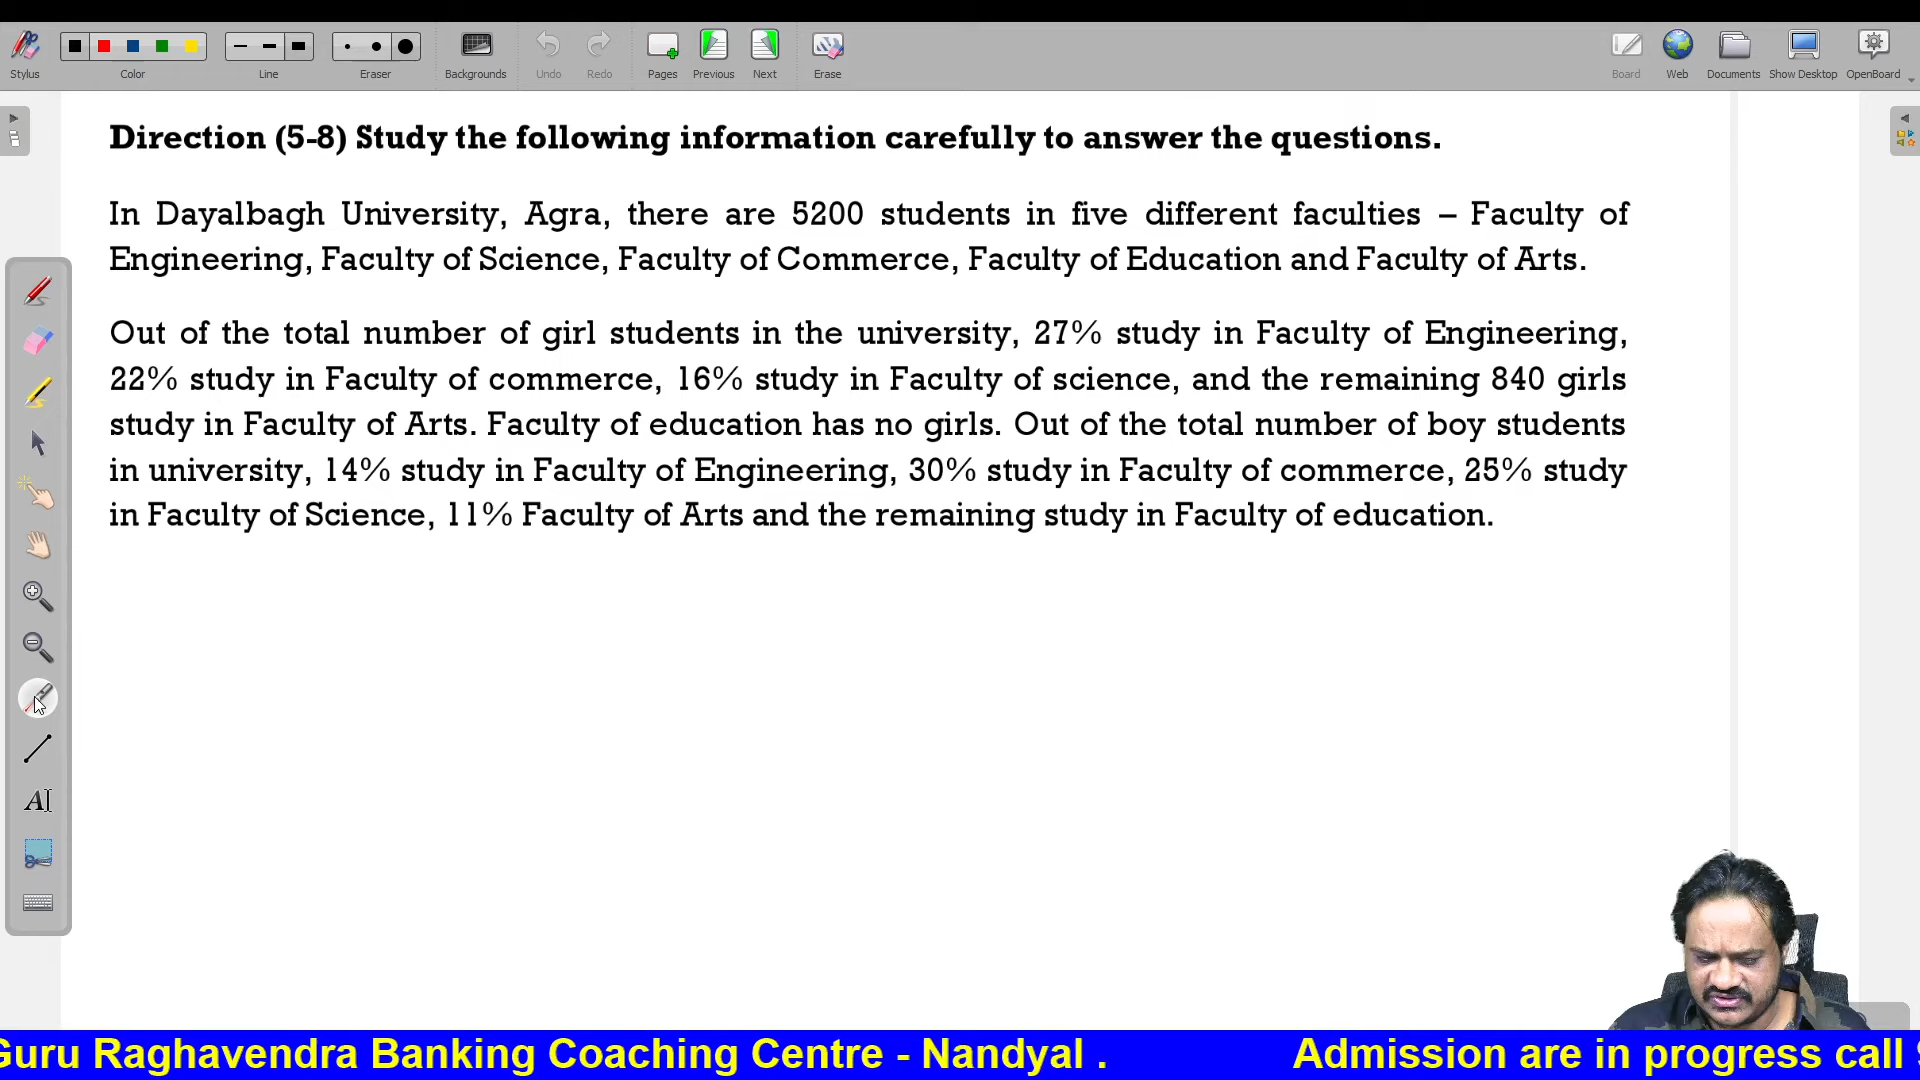 Stylus
Color
Line
Eraser
Backgrounds
Undo
Redo
Pages
Previous
Next
Erase
Board
Web
Documents
Show Desktop
OpenBoard
Direction (5-8) Study the following information carefully to answer the questions.
In Dayalbagh University, Agra, there are 5200 students in five different faculties – Faculty of
Engineering, Faculty of Science, Faculty of Commerce, Faculty of Education and Faculty of Arts.
Out of the total number of girl students in the university, 27% study in Faculty of Engineering,
22% study in Faculty of commerce, 16% study in Faculty of science, and the remaining 840 girls
study in Faculty of Arts. Faculty of education has no girls. Out of the total number of boy students
in university, 14% study in Faculty of Engineering, 30% study in Faculty of commerce, 25% study
in Faculty of Science, 11% Faculty of Arts and the remaining study in Faculty of education.
Guru Raghavendra Banking Coaching Centre - Nandyal . Admission are in progress call